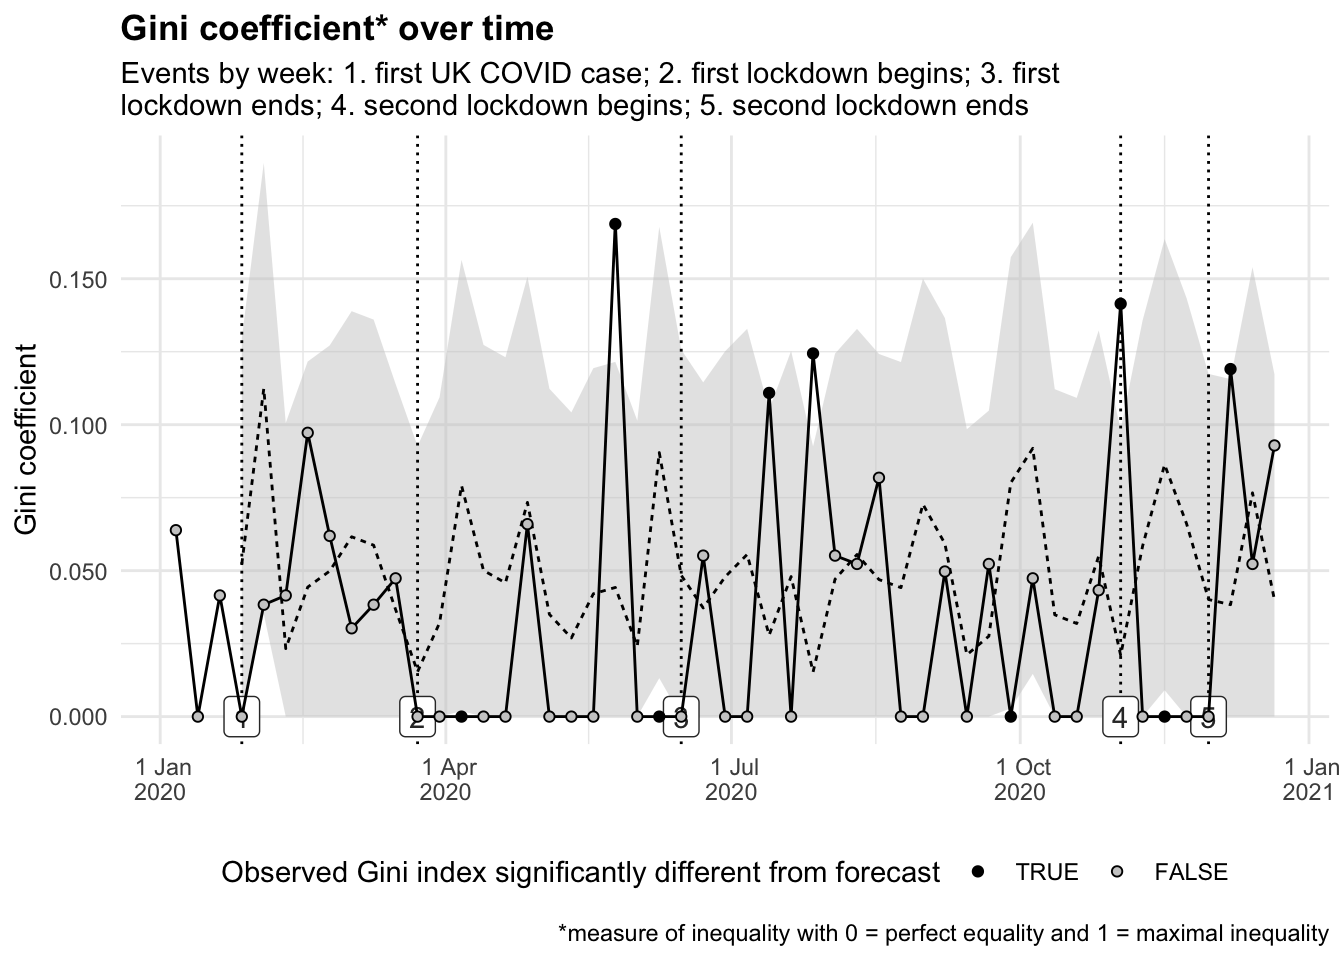 Gini coefficient* over time
Events by week: 1. first UK COVID case; 2. first lockdown begins; 3. first
lockdown ends; 4. second lockdown begins; 5. second lockdown ends
Gini coefficient
0.150
0.100
0.050
0.000
1 2 3 4 5
1 Jan 1 Apr 1 Jul 1 Oct 1 Jan
2020 2020 2020 2020 2021
Observed Gini index significantly different from forecast TRUE FALSE
*measure of inequality with 0 = perfect equality and 1 = maximal inequality